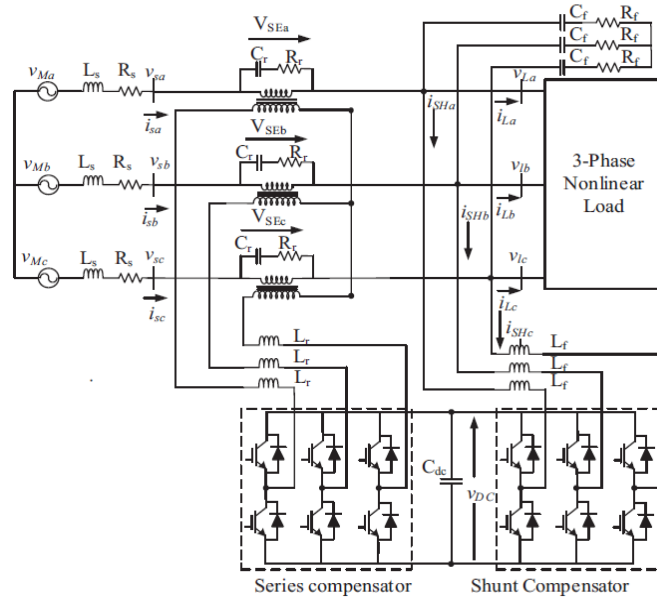 V_SEa
C_f R_f
C_f R_f
C_f R_f
C_r R_r
v_Ma L_s R_s v_sa v_La
i_sa i_SHa i_La
V_SEb
C_r R_r
v_Mb L_s R_s v_sb v_lb
i_sb i_SHb i_Lb
3-Phase
Nonlinear
Load
V_SEc
C_r R_r
v_Mc L_s R_s v_sc v_lc
i_sc i_Lc
i_SHc
L_r L_f
L_r L_f
L_r L_f
C_dc v_DC
Series compensator Shunt Compensator